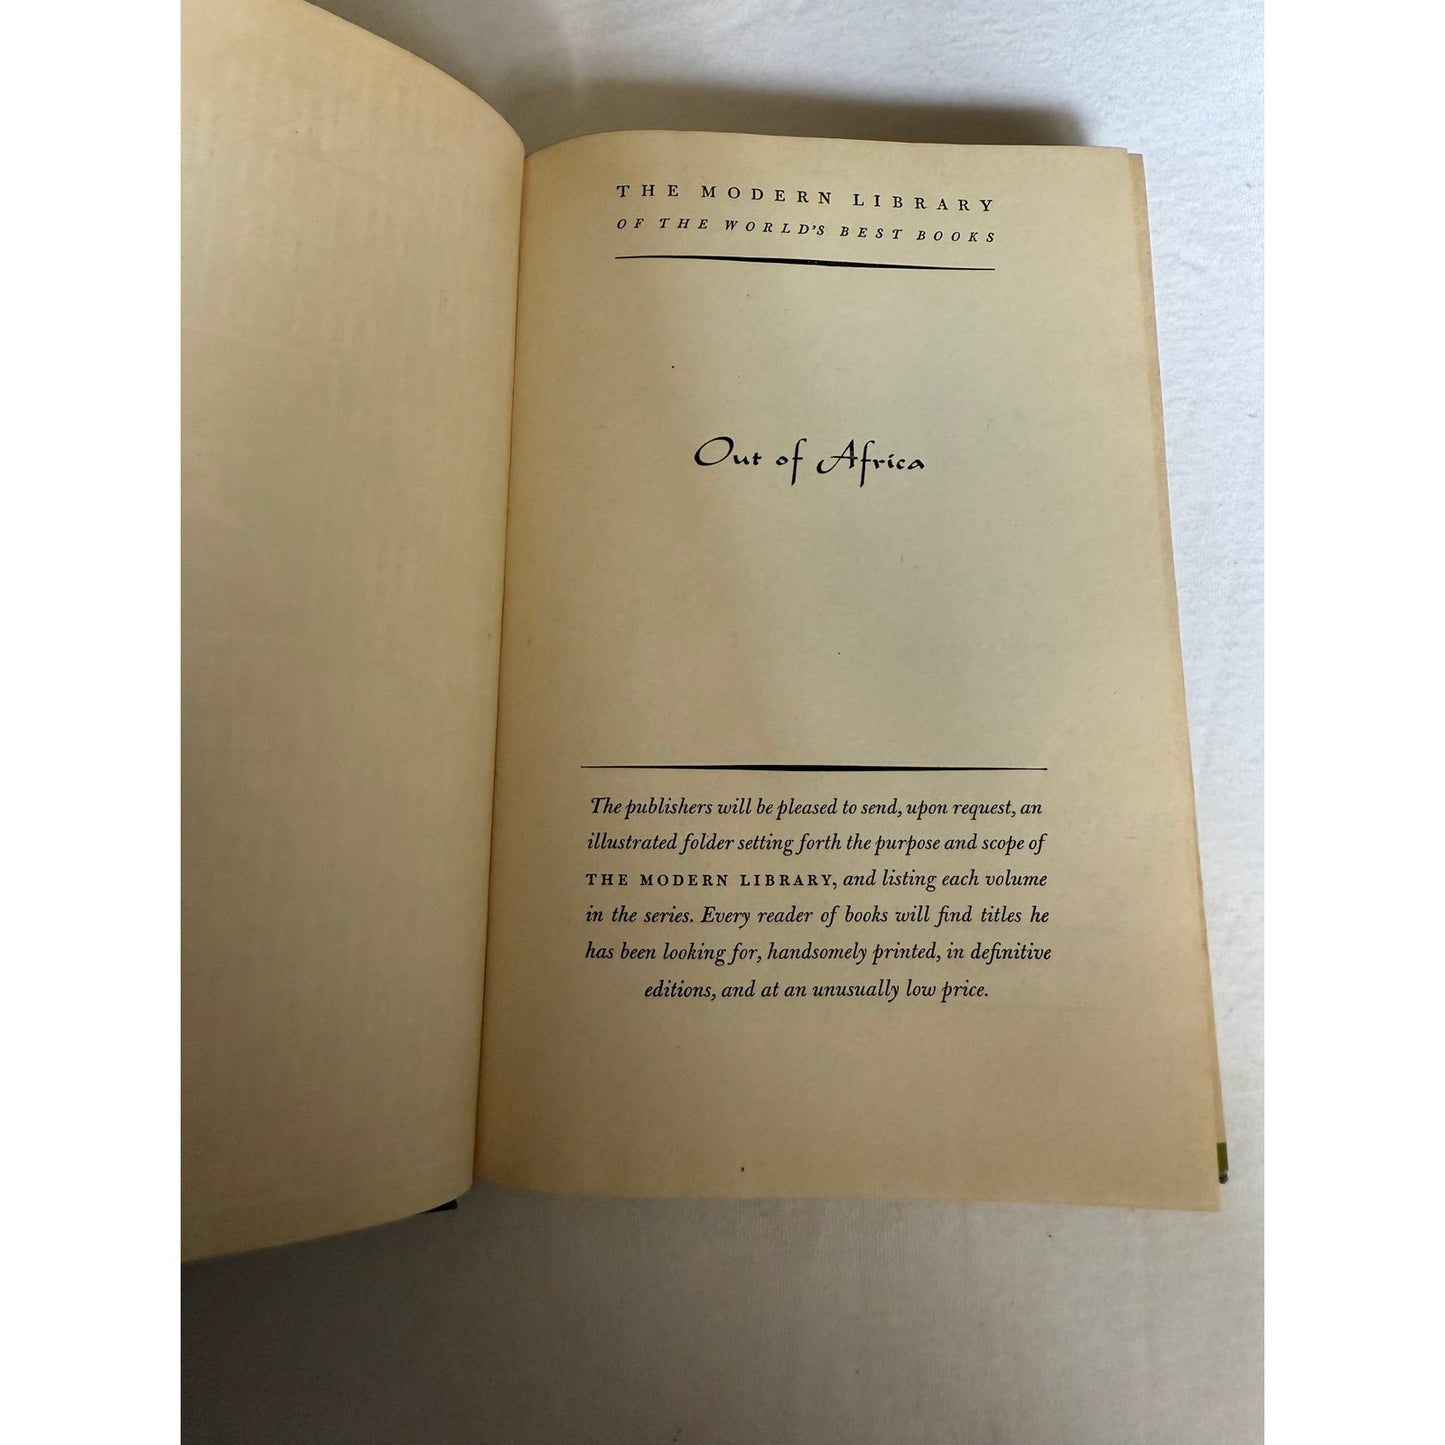 THE MODERN LIBRARY
OF THE WORLD'S BEST BOOKS
Out of Africa
The publishers will be pleased to send, upon request, an
illustrated folder setting forth the purpose and scope of
THE MODERN LIBRARY, and listing each volume
in the series. Every reader of books will find titles he
has been looking for, handsomely printed, in definitive
editions, and at an unusually low price.